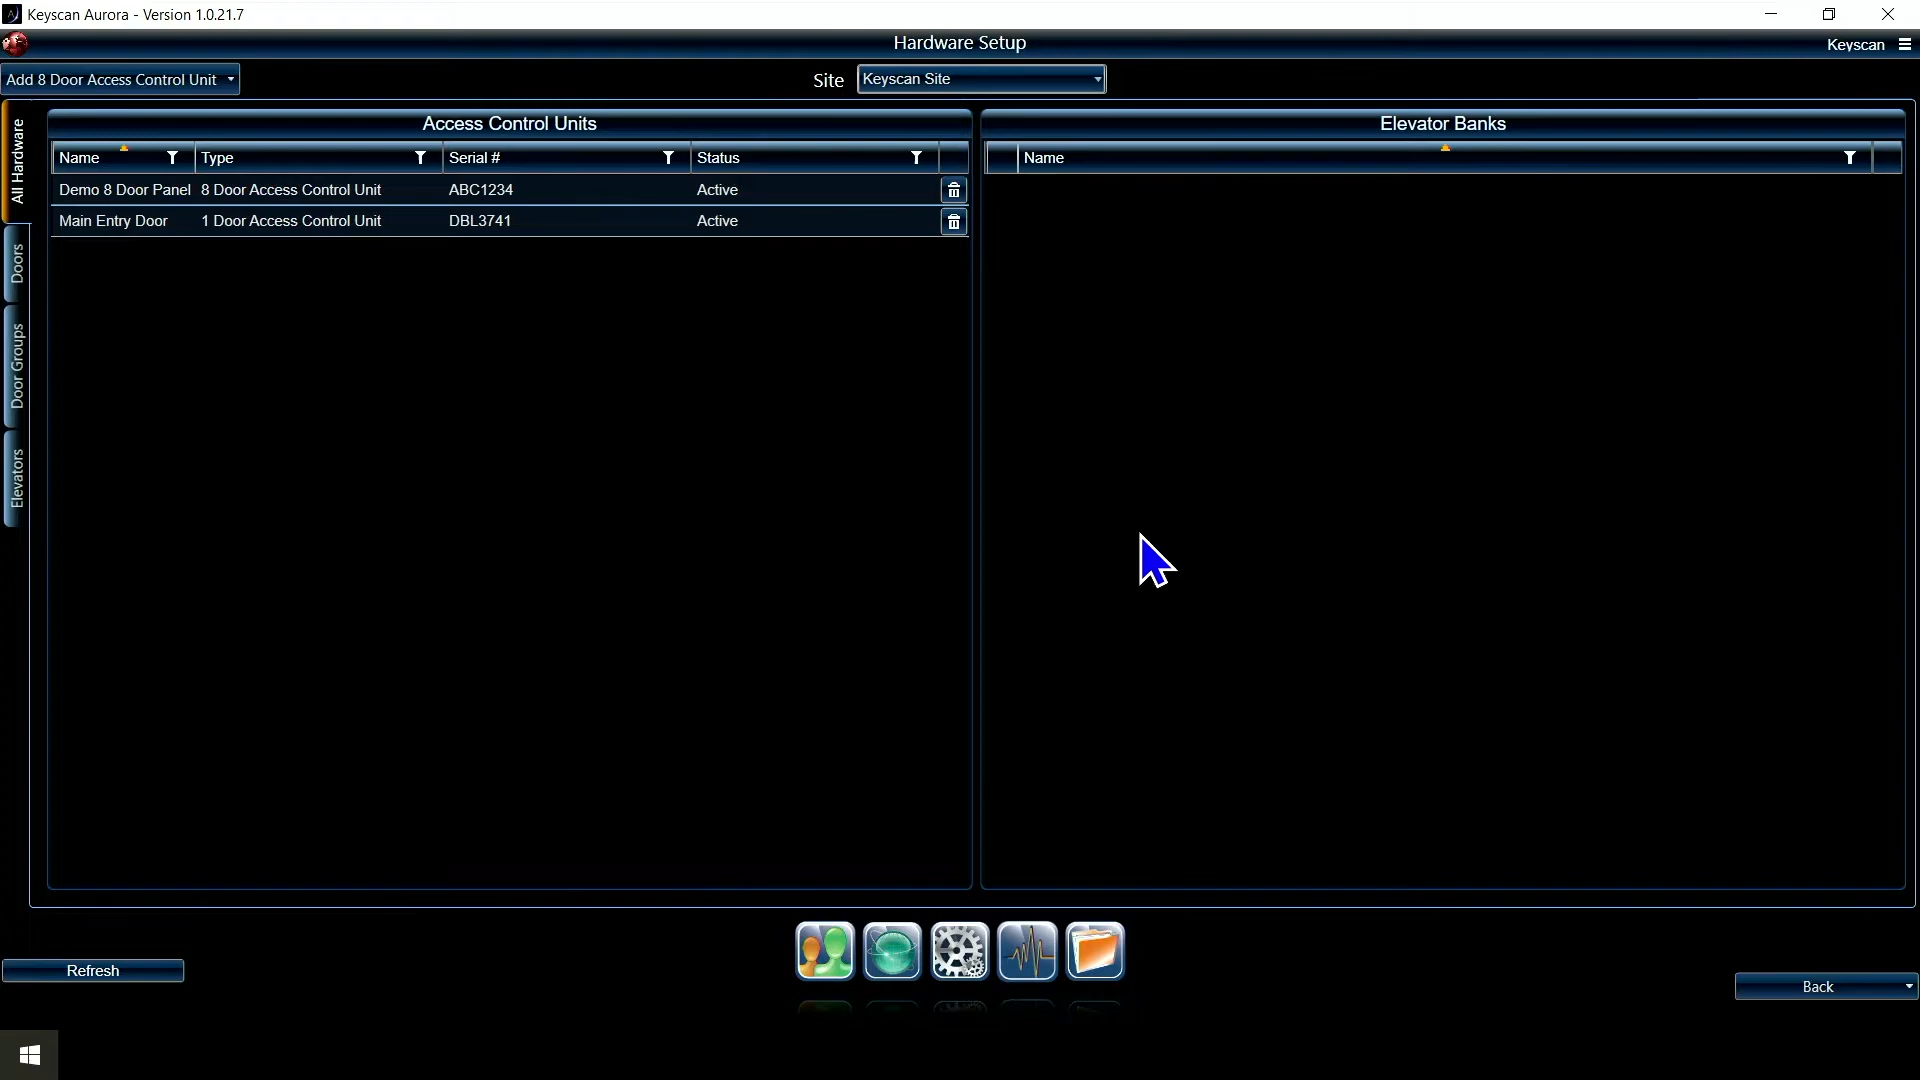 Keyscan Aurora - Version 1.0.21.7
Hardware Setup
Keyscan
Add 8 Door Access Control Unit
Site
Keyscan Site
All Hardware
Doors
Door Groups
Elevators
Access Control Units
Name Type Serial # Status
Demo 8 Door Panel 8 Door Access Control Unit ABC1234 Active
Main Entry Door 1 Door Access Control Unit DBL3741 Active
Elevator Banks
Name
Refresh
Back